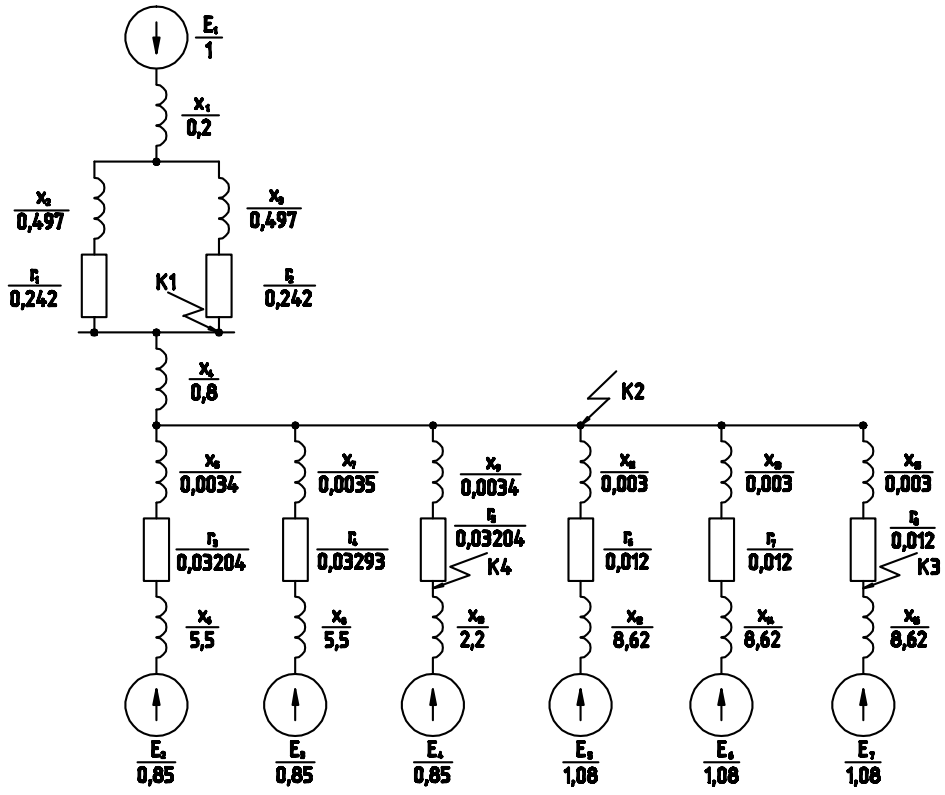 E₁
1
x₁
0,2
x₂
0,497
x₃
0,497
r₁
0,242
K1
r₂
0,242
x₄
0,8
K2
x₅
0,0034
x₇
0,0035
x₉
0,0034
x₁₁
0,003
x₁₃
0,003
x₁₅
0,003
r₃
0,03204
r₄
0,03293
r₅
0,03204
r₆
0,012
r₇
0,012
r₈
0,012
K4
K3
x₆
5,5
x₈
5,5
x₁₀
2,2
x₁₂
8,62
x₁₄
8,62
x₁₆
8,62
E₂
0,85
E₃
0,85
E₄
0,85
E₅
1,08
E₆
1,08
E₇
1,08